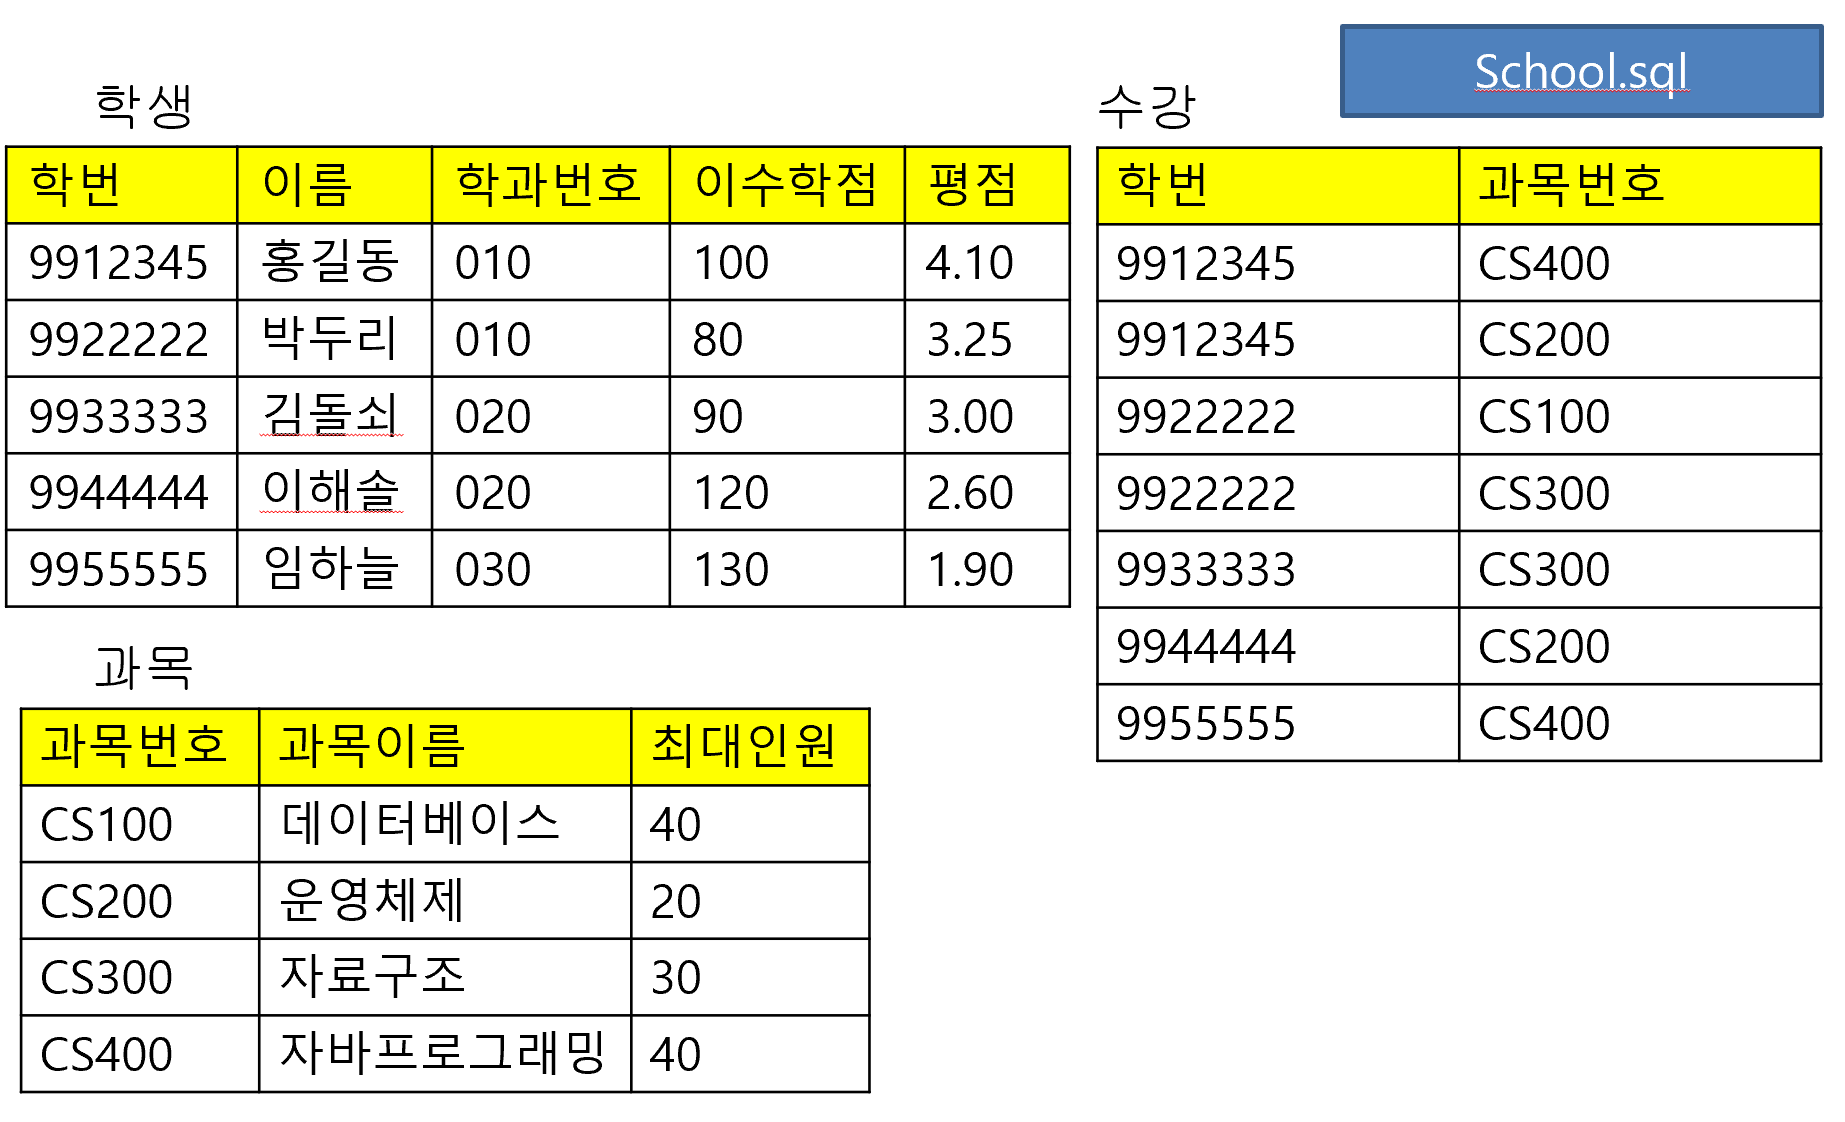 School.sql
학생
학번 이름 학과번호 이수학점 평점
9912345 홍길동 010 100 4.10
9922222 박두리 010 80 3.25
9933333 김돌쇠 020 90 3.00
9944444 이해솔 020 120 2.60
9955555 임하늘 030 130 1.90
수강
학번 과목번호
9912345 CS400
9912345 CS200
9922222 CS100
9922222 CS300
9933333 CS300
9944444 CS200
9955555 CS400
과목
과목번호 과목이름 최대인원
CS100 데이터베이스 40
CS200 운영체제 20
CS300 자료구조 30
CS400 자바프로그래밍 40